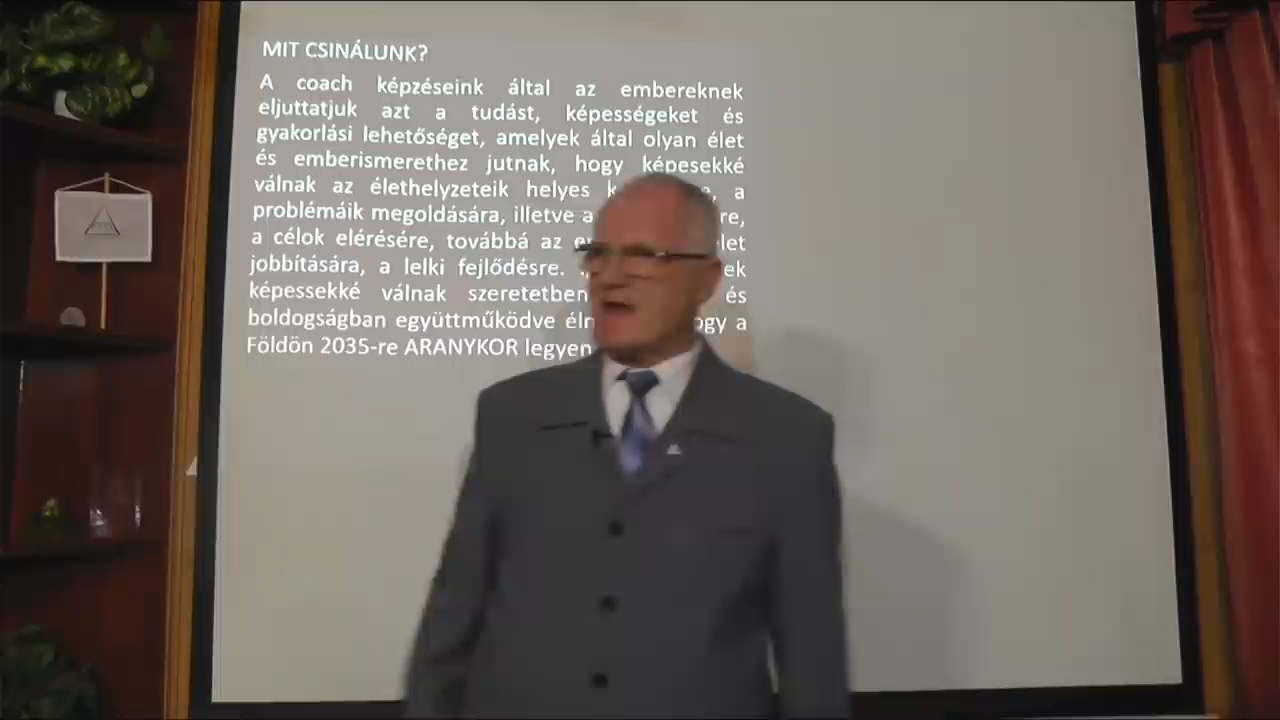 MIT CSINÁLUNK?
A coach képzéseink által az embereknek
eljuttatjuk azt a tudást, képességeket és
gyakorlási lehetőséget, amelyek által olyan élet
és emberismerethez jutnak, hogy képesekké
válnak az élethelyzeteik helyes a
problémáik megoldására, illetve
a célok elérésére, továbbá az
jobbítására, a lelki fejlődésre.
képessekké válnak szeretetben és
boldogságban együttműködve a
Földön 2035-re ARANYKOR legyen